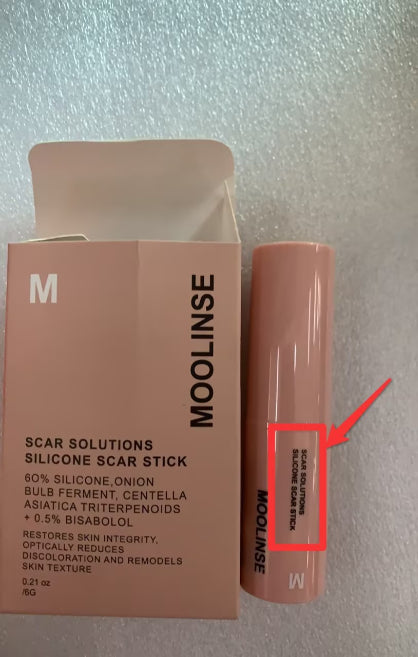 M
MOOLINSE
SCAR SOLUTIONS
SILICONE SCAR STICK
60% SILICONE,ONION
BULB FERMENT, CENTELLA
ASIATICA TRITERPENOIDS
+ 0.5% BISABOLOL
RESTORES SKIN INTEGRITY,
OPTICALLY REDUCES
DISCOLORATION AND REMODELS
SKIN TEXTURE
0.21 oz
/6G
SCAR SOLUTIONS
SILICONE SCAR STICK
MOOLINSE
M